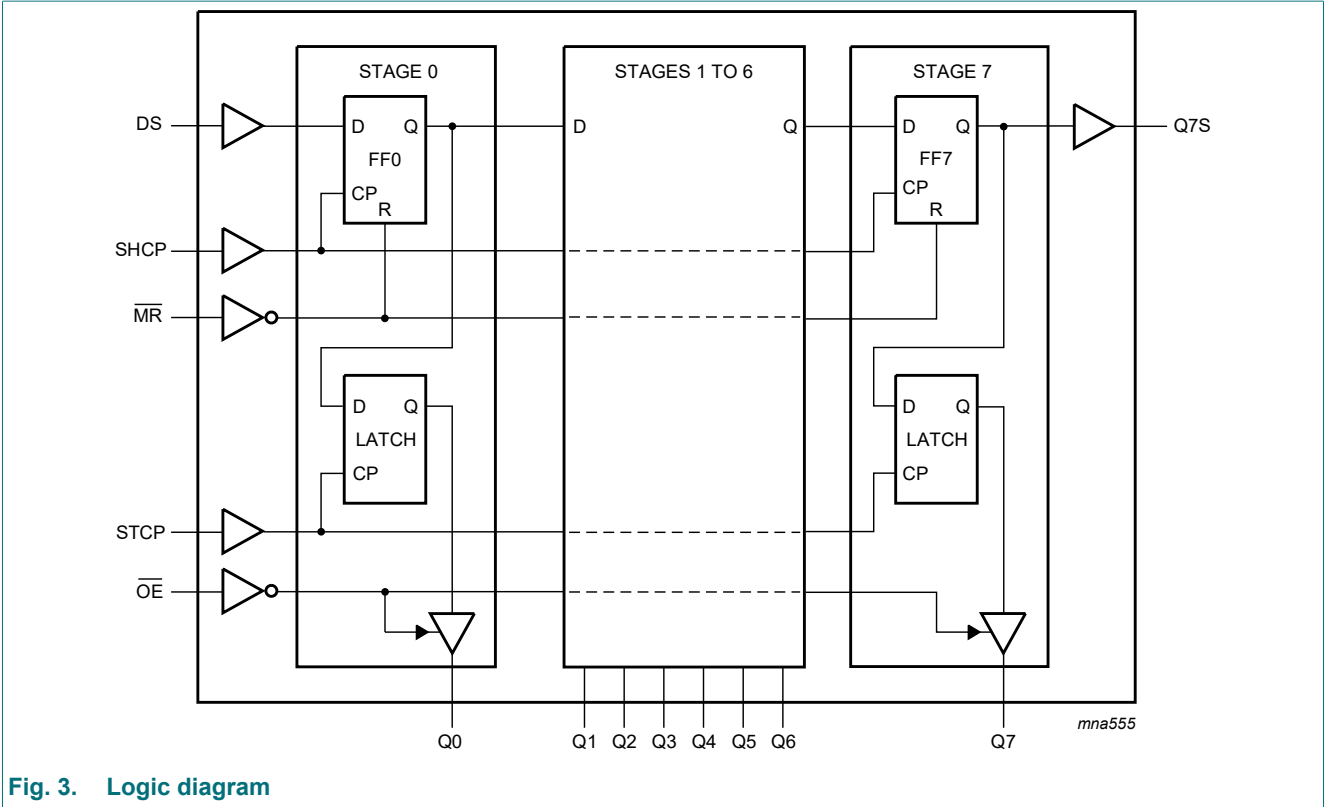 STAGE 0
STAGES 1 TO 6
STAGE 7
DS
D Q
FF0
CP
R
D Q
D Q
FF7
CP
R
Q7S
SHCP
MR
D Q
LATCH
CP
D Q
LATCH
CP
STCP
OE
mna555
Q0
Q1 Q2 Q3 Q4 Q5 Q6
Q7
Fig. 3. Logic diagram